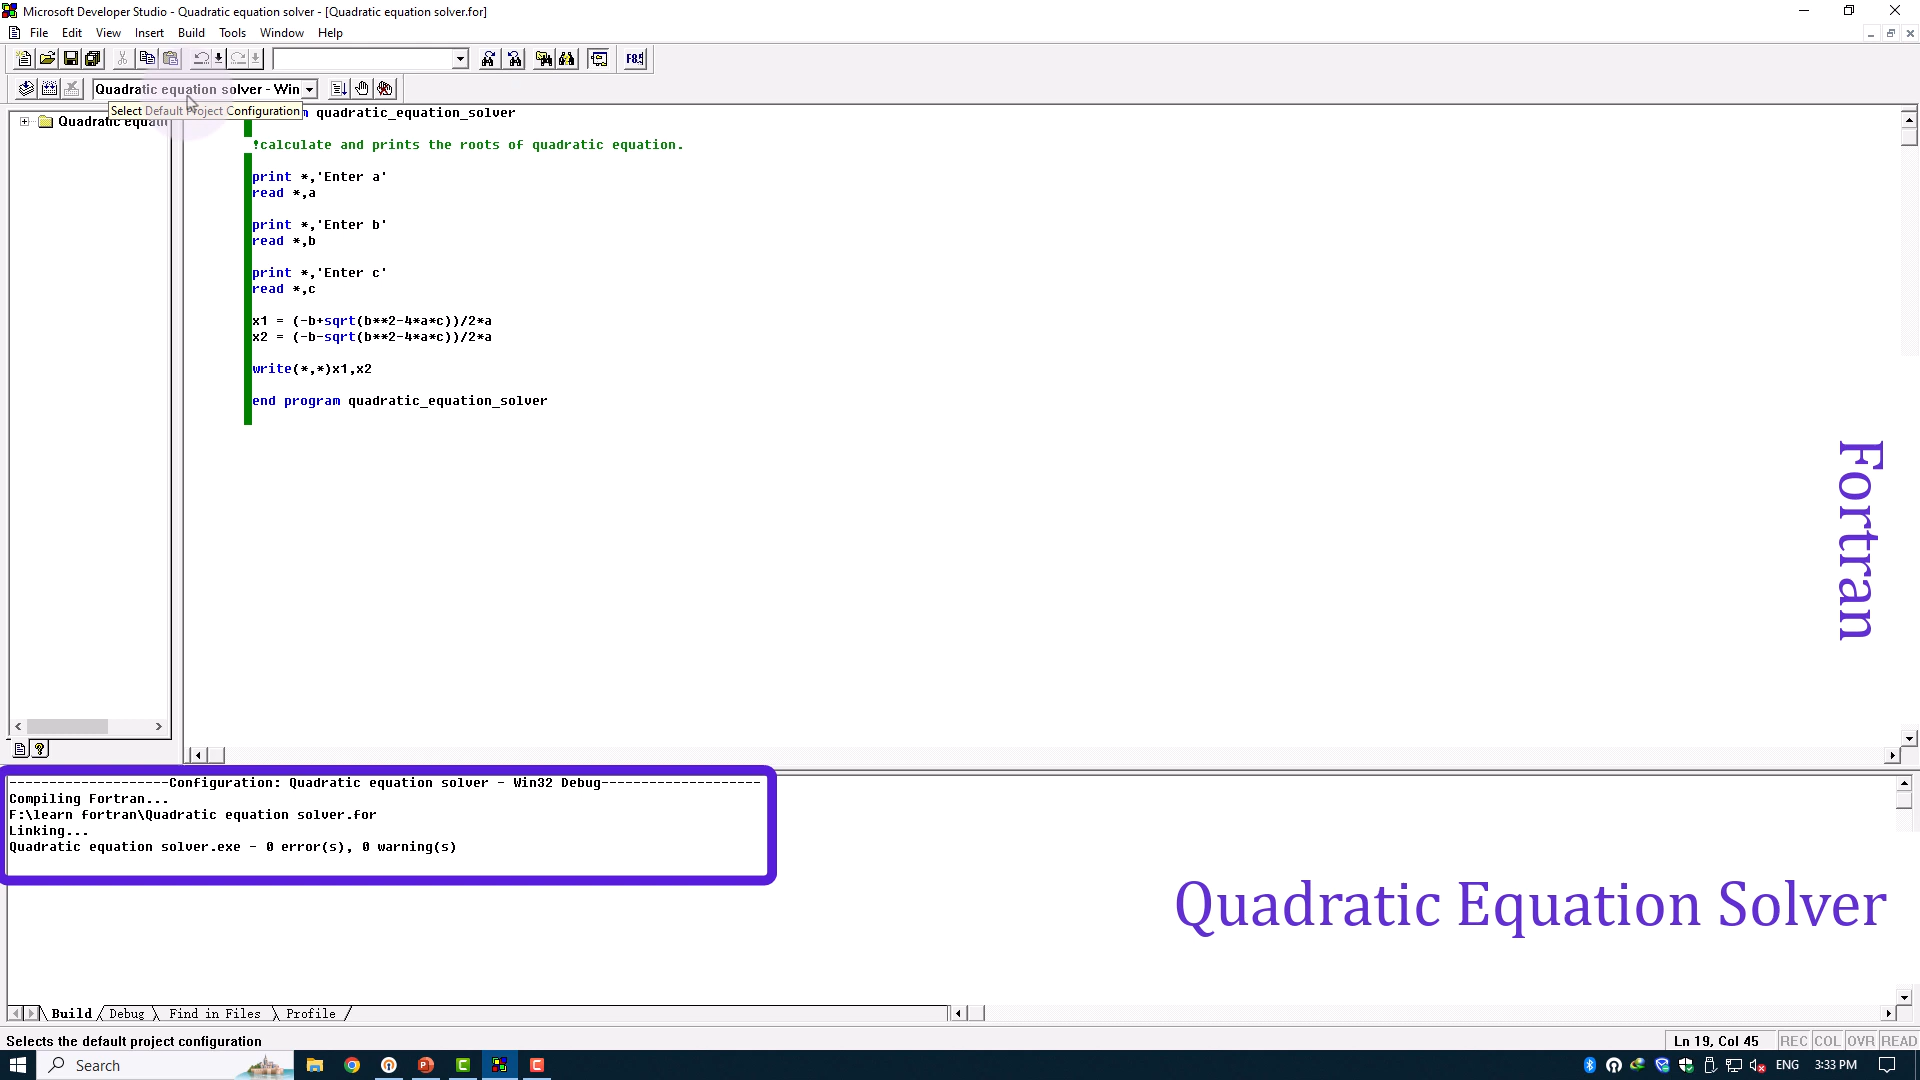 Microsoft Developer Studio - Quadratic equation solver - [Quadratic equation solver.for]
File Edit View Insert Build Tools Window Help
F8!
Quadratic equation solver - Win
Select Default Project Configuration
Quadratic equati
m quadratic_equation_solver
!calculate and prints the roots of quadratic equation.
print *,'Enter a'
read *,a
print *,'Enter b'
read *,b
print *,'Enter c'
read *,c
x1 = (-b+sqrt(b**2-4*a*c))/2*a
x2 = (-b-sqrt(b**2-4*a*c))/2*a
write(*,*)x1,x2
end program quadratic_equation_solver
Fortran
--------------------Configuration: Quadratic equation solver - Win32 Debug--------------------
Compiling Fortran...
F:\learn fortran\Quadratic equation solver.for
Linking...
Quadratic equation solver.exe - 0 error(s), 0 warning(s)
Quadratic Equation Solver
Build Debug Find in Files Profile
Selects the default project configuration
Ln 19, Col 45 REC COL OVR READ
Search
ENG 3:33 PM